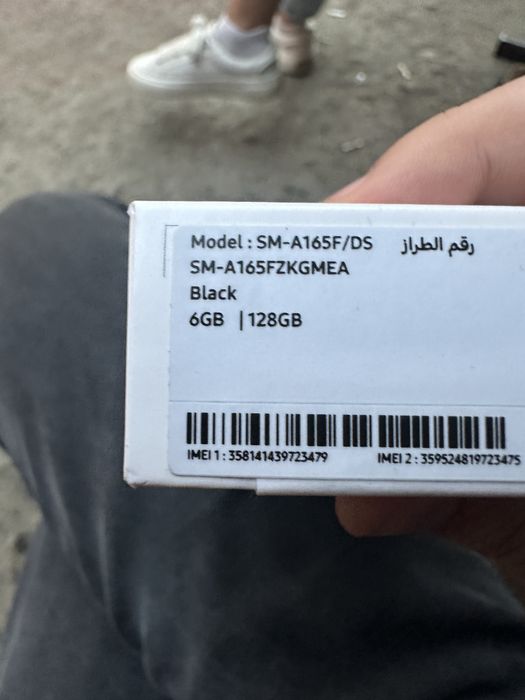 Model : SM-A165F/DS رقم الطراز
SM-A165FZKGMEA
Black
6GB | 128GB
IMEI 1 : 358141439723479 IMEI 2 : 359524819723475